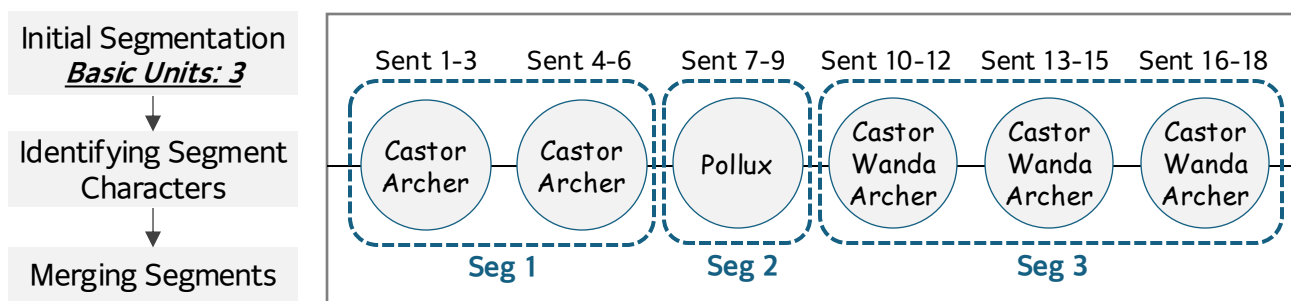 Initial Segmentation
Basic Units: 3
Identifying Segment
Characters
Merging Segments
Sent 1-3
Sent 4-6
Sent 7-9
Sent 10-12
Sent 13-15
Sent 16-18
Castor
Archer
Castor
Archer
Pollux
Castor
Wanda
Archer
Castor
Wanda
Archer
Castor
Wanda
Archer
Seg 1
Seg 2
Seg 3